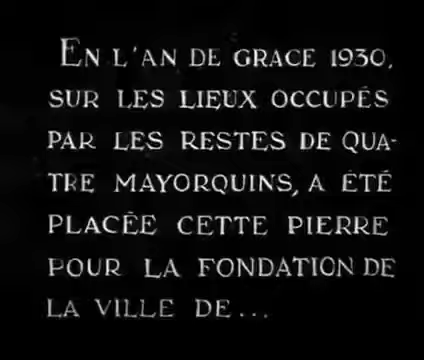 EN L'AN DE GRACE 1930,
SUR LES LIEUX OCCUPÉS
PAR LES RESTES DE QUA-
TRE MAYORQUINS, A ÉTÉ
PLACÉE CETTE PIERRE
POUR LA FONDATION DE
LA VILLE DE...